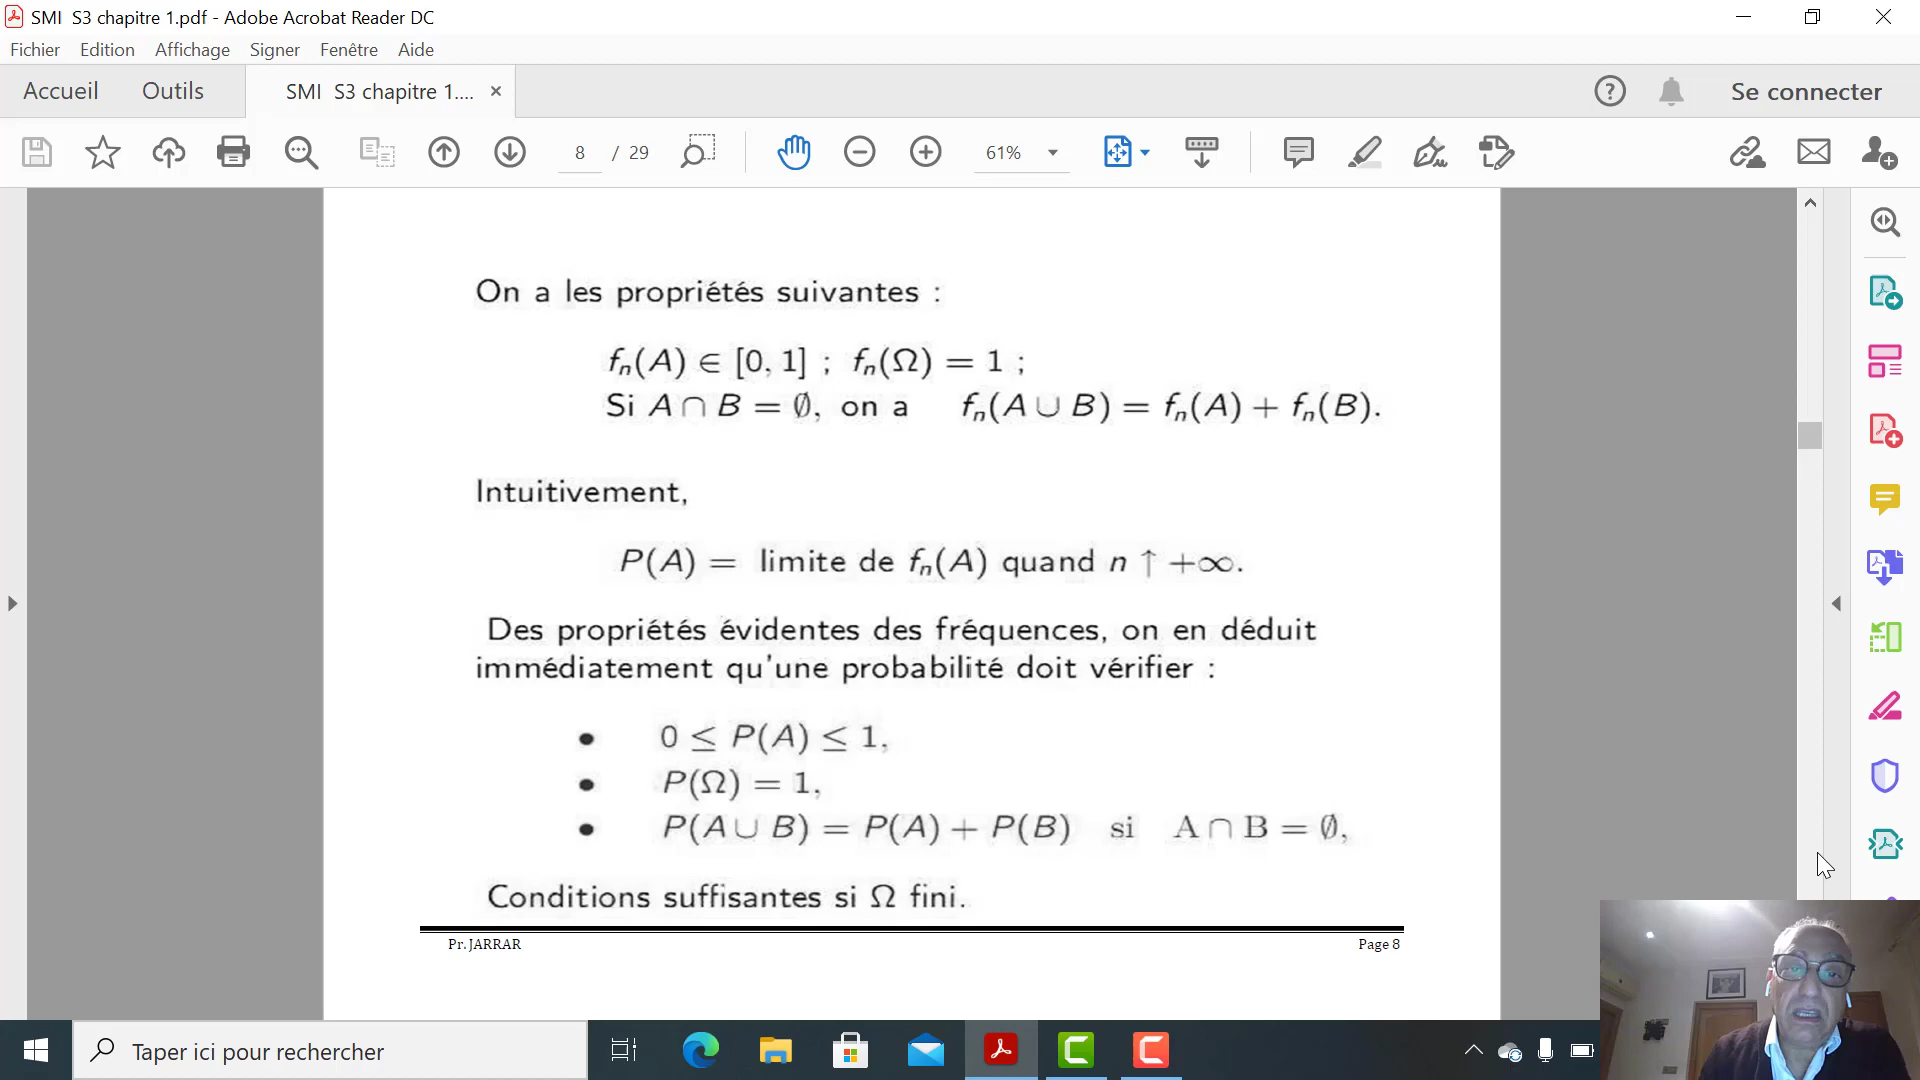 SMI S3 chapitre 1.pdf - Adobe Acrobat Reader DC
Fichier Edition Affichage Signer Fenêtre Aide
Accueil Outils SMI S3 chapitre 1.... × Se connecter
8 / 29 61%
On a les propriétés suivantes :
fₙ(A) ∈ [0, 1] ; fₙ(Ω) = 1 ;
Si A ∩ B = ∅, on a fₙ(A ∪ B) = fₙ(A) + fₙ(B).
Intuitivement,
P(A) = limite de fₙ(A) quand n ↑ +∞.
Des propriétés évidentes des fréquences, on en déduit
immédiatement qu'une probabilité doit vérifier :
• 0 ≤ P(A) ≤ 1,
• P(Ω) = 1,
• P(A ∪ B) = P(A) + P(B) si A ∩ B = ∅,
Conditions suffisantes si Ω fini.
Pr.JARRAR Page 8
Taper ici pour rechercher